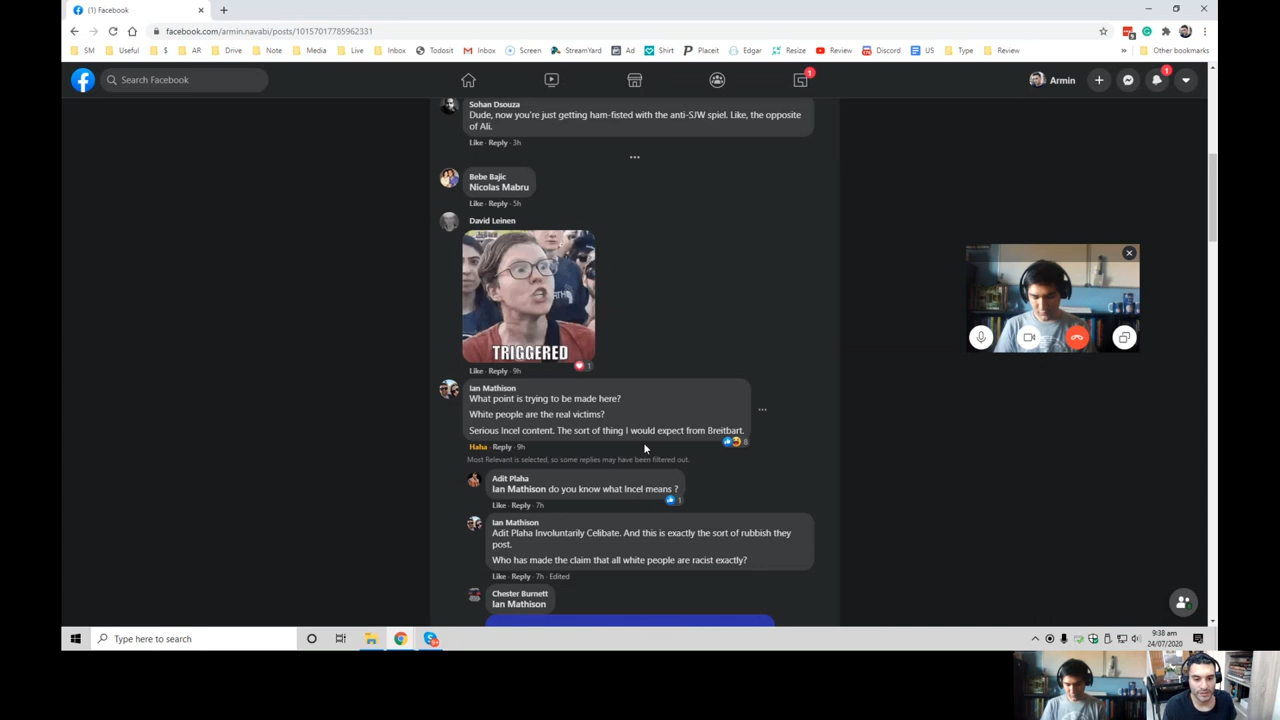 (1) Facebook
facebook.com/armin.navabi/posts/10157017785962331
SM Useful $ AR Drive Note Media Live Inbox Todoist Inbox Screen StreamYard Ad Shirt Placeit Edgar Resize Review Discord US Type Review Other bookmarks
Search Facebook
Armin
Sohan Dsouza
Dude, now you're just getting ham-fisted with the anti-SJW spiel. Like, the opposite
of Ali.
Like · Reply · 3h
Bebe Bajic
Nicolas Mabru
Like · Reply · 5h
David Leinen
TRIGGERED
1
Like · Reply · 9h
Ian Mathison
What point is trying to be made here?
White people are the real victims?
Serious Incel content. The sort of thing I would expect from Breitbart.
8
Haha · Reply · 9h
Most Relevant is selected, so some replies may have been filtered out.
Adit Plaha
Ian Mathison do you know what Incel means ?
1
Like · Reply · 7h
Ian Mathison
Adit Plaha Involuntarily Celibate. And this is exactly the sort of rubbish they
post.
Who has made the claim that all white people are racist exactly?
Like · Reply · 7h · Edited
Chester Burnett
Ian Mathison
Type here to search
9:38 am
24/07/2020